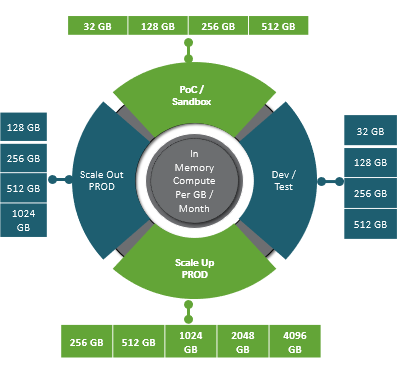 32 GB 128 GB 256 GB 512 GB
PoC /
Sandbox
128 GB
256 GB
512 GB
1024
GB
Scale Out
PROD
In
Memory
Compute
Per GB /
Month
Dev /
Test
32 GB
128 GB
256 GB
512 GB
Scale Up
PROD
256 GB 512 GB 1024 GB 2048 GB 4096 GB